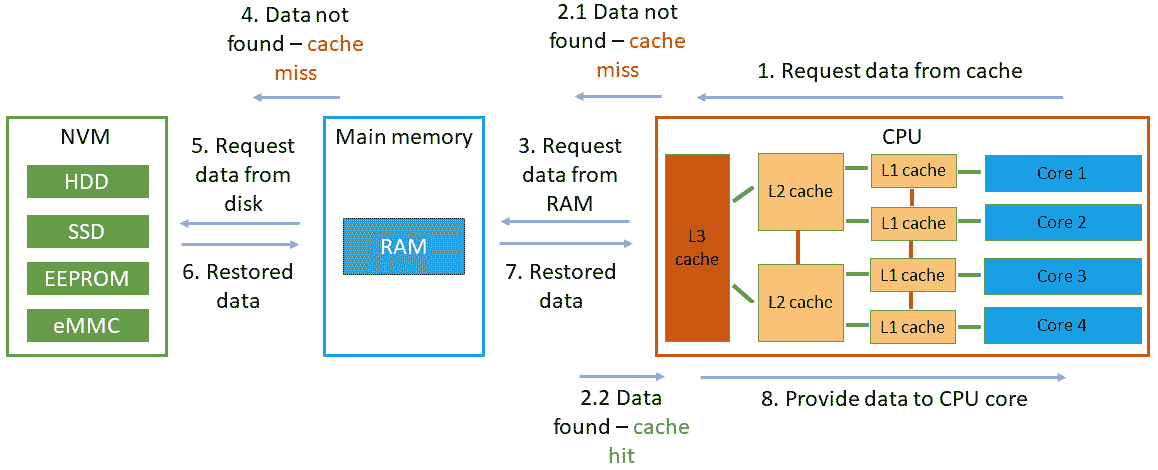 4. Data not
found – cache
miss
2.1 Data not
found – cache
miss
1. Request data from cache
NVM
HDD
SSD
EEPROM
eMMC
5. Request
data from
disk
6. Restored
data
Main memory
RAM
3. Request
data from
RAM
7. Restored
data
CPU
L3
cache
L2 cache
L2 cache
L1 cache
L1 cache
L1 cache
L1 cache
Core 1
Core 2
Core 3
Core 4
2.2 Data
found – cache
hit
8. Provide data to CPU core